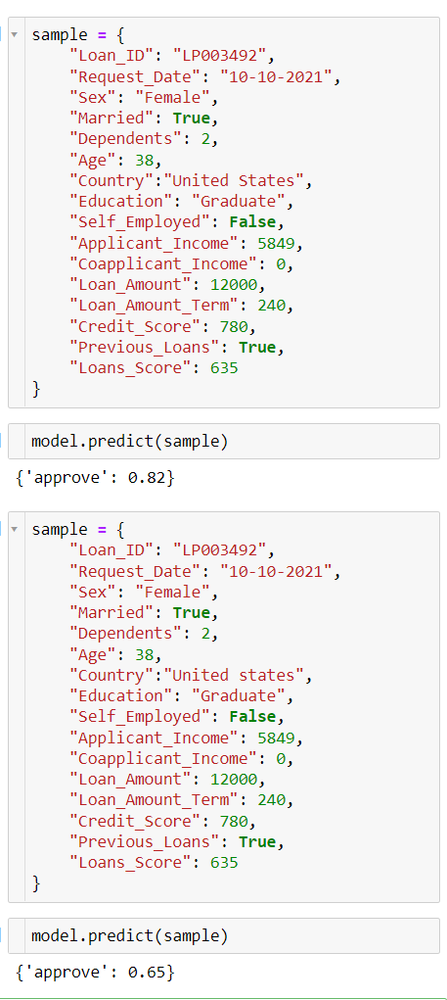 sample = {
"Loan_ID": "LP003492",
"Request_Date": "10-10-2021",
"Sex": "Female",
"Married": True,
"Dependents": 2,
"Age": 38,
"Country":"United States",
"Education": "Graduate",
"Self_Employed": False,
"Applicant_Income": 5849,
"Coapplicant_Income": 0,
"Loan_Amount": 12000,
"Loan_Amount_Term": 240,
"Credit_Score": 780,
"Previous_Loans": True,
"Loans_Score": 635
}
model.predict(sample)
{'approve': 0.82}
sample = {
"Loan_ID": "LP003492",
"Request_Date": "10-10-2021",
"Sex": "Female",
"Married": True,
"Dependents": 2,
"Age": 38,
"Country":"United states",
"Education": "Graduate",
"Self_Employed": False,
"Applicant_Income": 5849,
"Coapplicant_Income": 0,
"Loan_Amount": 12000,
"Loan_Amount_Term": 240,
"Credit_Score": 780,
"Previous_Loans": True,
"Loans_Score": 635
}
model.predict(sample)
{'approve': 0.65}